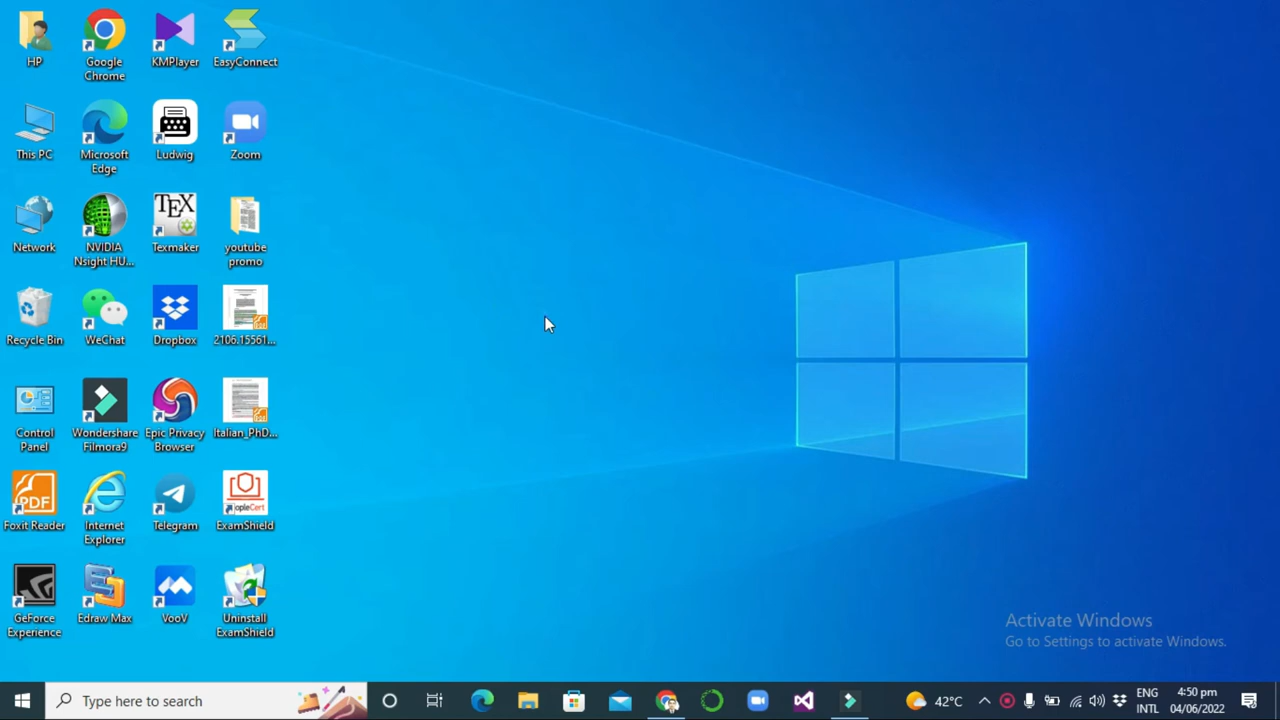 HP
Google
Chrome
KMPlayer
EasyConnect
This PC
Microsoft
Edge
Ludwig
Zoom
Network
NVIDIA
Nsight HU...
TEX
Texmaker
youtube
promo
Recycle Bin
WeChat
Dropbox
2106.15561...
Control
Panel
Wondershare
Filmora9
Epic Privacy
Browser
Italian_PhD...
PDF
Foxit Reader
Internet
Explorer
Telegram
opleCert
ExamShield
GeForce
Experience
Edraw Max
VooV
Uninstall
ExamShield
Activate Windows
Go to Settings to activate Windows.
Type here to search
42°C
ENG
INTL
4:50 pm
04/06/2022